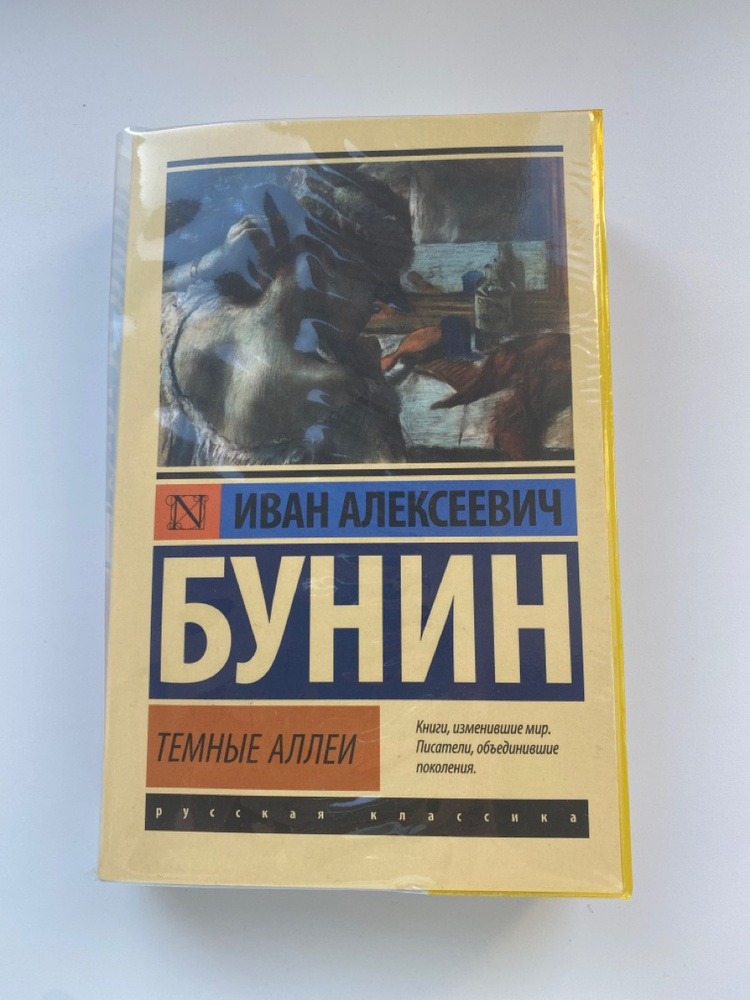 N ИВАН АЛЕКСЕЕВИЧ
БУНИН
ТЕМНЫЕ АЛЛЕИ
Книги, изменившие мир.
Писатели, объединившие
поколения.
русская классика